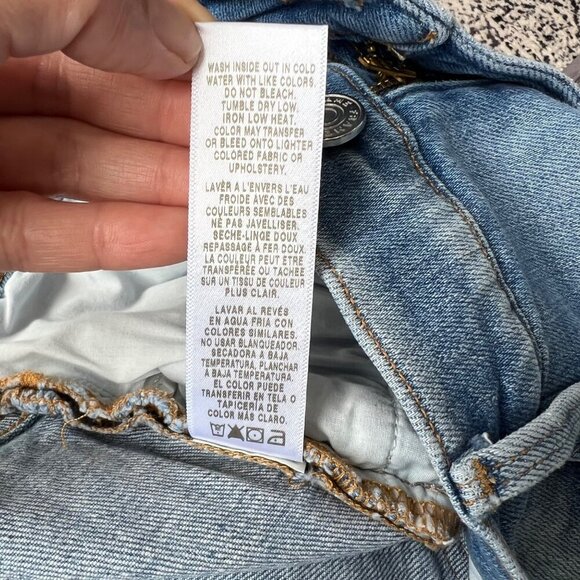 WASH INSIDE OUT IN COLD
WATER WITH LIKE COLORS.
DO NOT BLEACH.
TUMBLE DRY LOW.
IRON LOW HEAT.
COLOR MAY TRANSFER
OR BLEED ONTO LIGHTER
COLORED FABRIC OR
UPHOLSTERY.
LAVÈR A L'ENVERS L'EAU
FROIDE AVEC DES
COULEURS SEMBLABLES
NE PAS JAVELLISER.
SECHE-LINGE DOUX
REPASSAGE À FER DOUX.
LA COULEUR PEUT ETRE
TRANSFÉRÉE OU TACHÉE
SUR UN TISSU DE COULEUR
PLUS CLAIR.
LAVAR AL REVÉS
EN AGUA FRIA CON
COLORES SIMILARES.
NO USAR BLANQUEADOR.
SECADORA A BAJA
TEMPERATURA, PLANCHAR
A BAJA TEMPERATURA.
EL COLOR PUEDE
TRANSFERIR EN TELA O
TAPICERÍA DE
COLOR MÁS CLARO.
FRAME